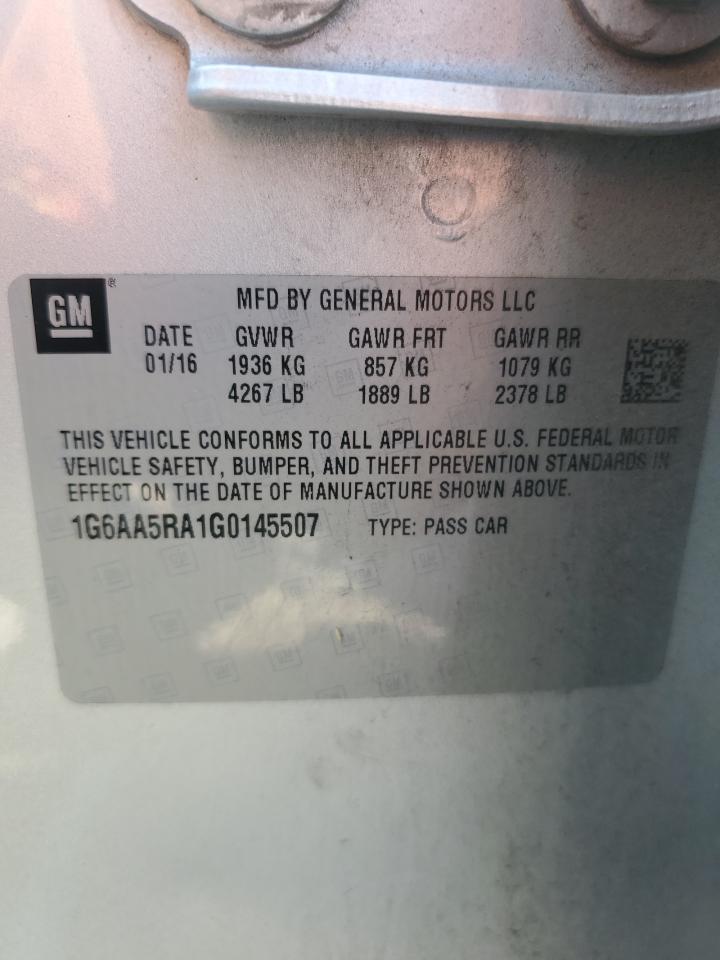 GM ®
MFD BY GENERAL MOTORS LLC
DATE GVWR GAWR FRT GAWR RR
01/16 1936 KG 857 KG 1079 KG
4267 LB 1889 LB 2378 LB
THIS VEHICLE CONFORMS TO ALL APPLICABLE U.S. FEDERAL MOTOR
VEHICLE SAFETY, BUMPER, AND THEFT PREVENTION STANDARDS IN
EFFECT ON THE DATE OF MANUFACTURE SHOWN ABOVE.
1G6AA5RA1G0145507 TYPE: PASS CAR